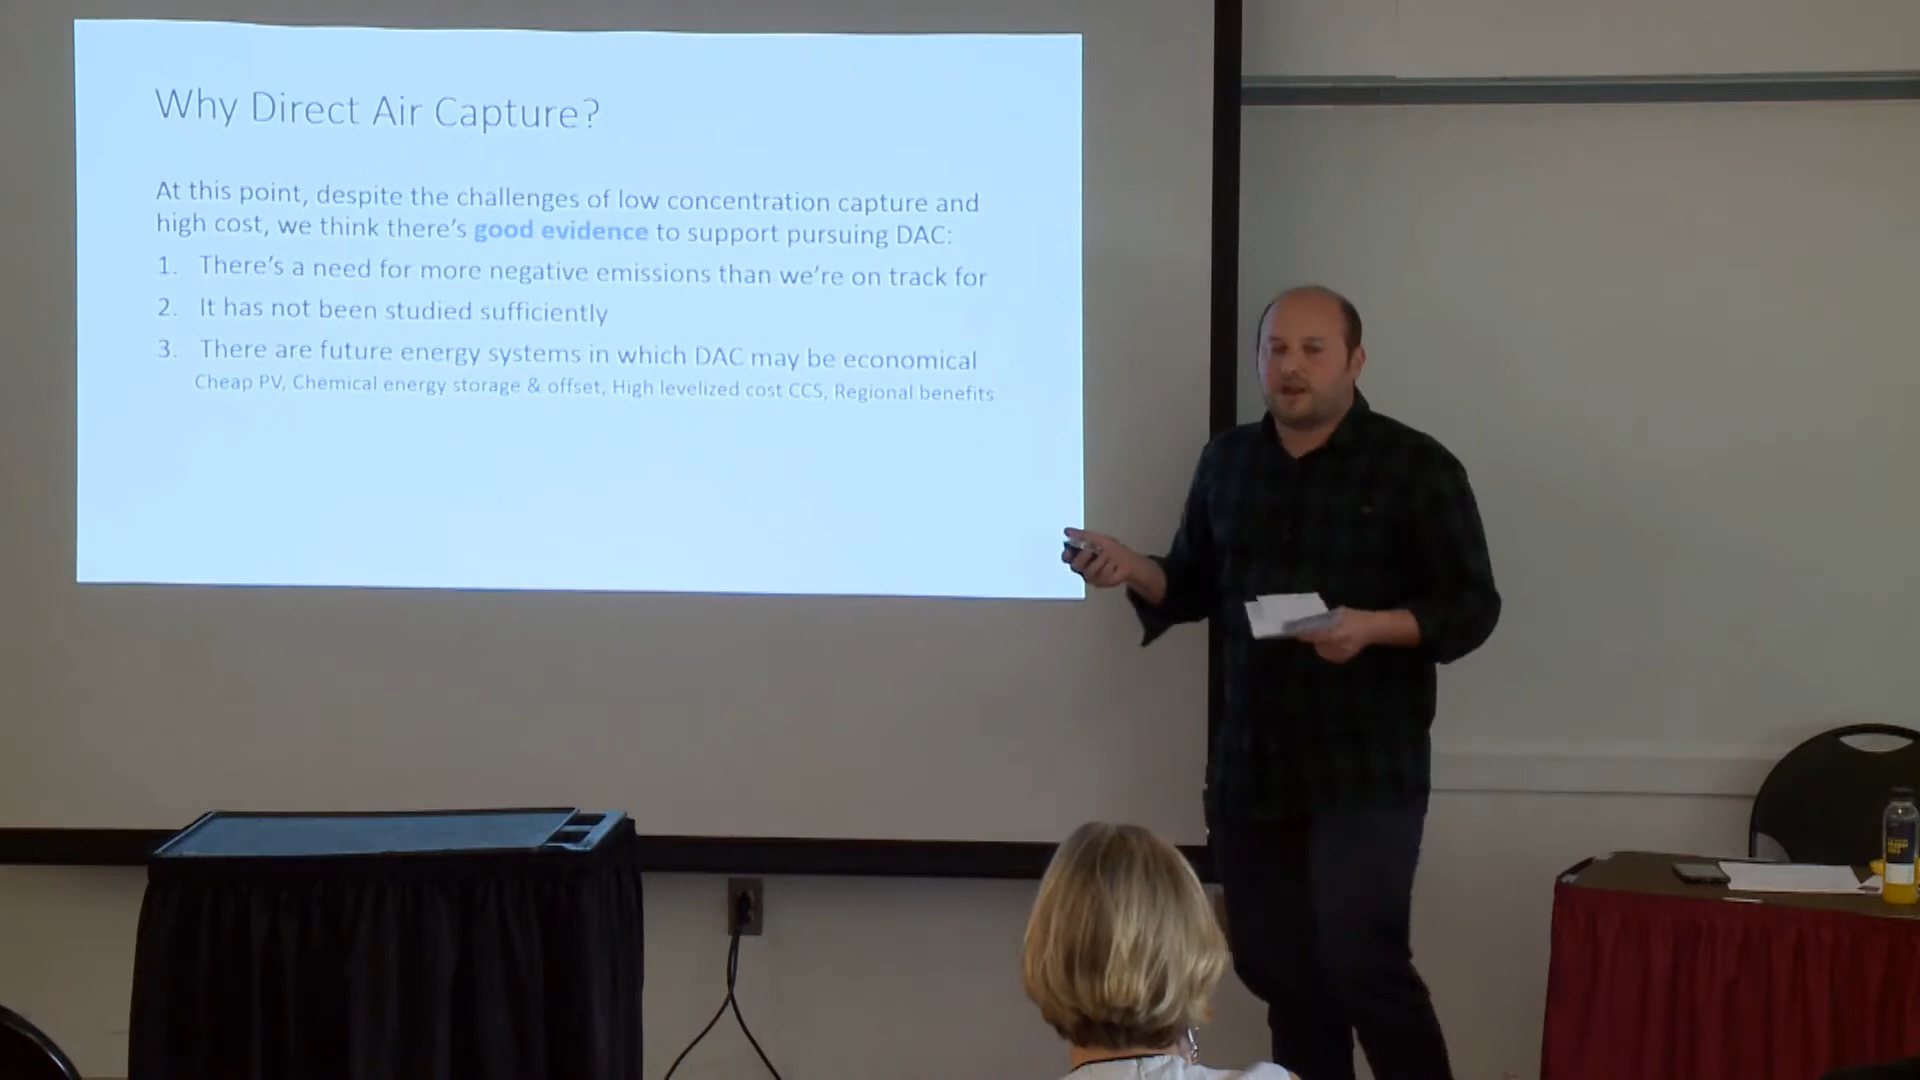 Why Direct Air Capture?
At this point, despite the challenges of low concentration capture and
high cost, we think there's good evidence to support pursuing DAC:
1. There's a need for more negative emissions than we're on track for
2. It has not been studied sufficiently
3. There are future energy systems in which DAC may be economical
Cheap PV, Chemical energy storage & offset, High levelized cost CCS, Regional benefits